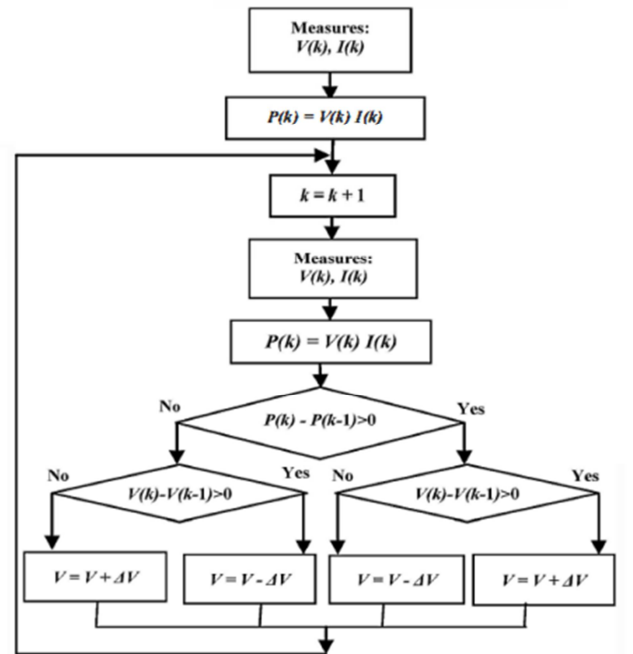 Measures:
V(k), I(k)
P(k) = V(k) I(k)
k = k + 1
Measures:
V(k), I(k)
P(k) = V(k) I(k)
No
P(k) - P(k-1)>0
Yes
No
V(k)-V(k-1)>0
Yes
No
V(k)-V(k-1)>0
Yes
V = V + ΔV
V = V - ΔV
V = V - ΔV
V = V + ΔV